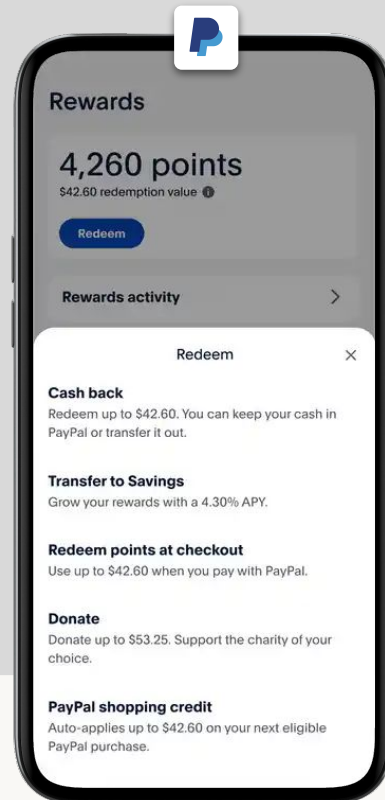 Rewards
4,260 points
$42.60 redemption value
Redeem
Rewards activity
Redeem
Cash back
Redeem up to $42.60. You can keep your cash in
PayPal or transfer it out.
Transfer to Savings
Grow your rewards with a 4.30% APY.
Redeem points at checkout
Use up to $42.60 when you pay with PayPal.
Donate
Donate up to $53.25. Support the charity of your
choice.
PayPal shopping credit
Auto-applies up to $42.60 on your next eligible
PayPal purchase.